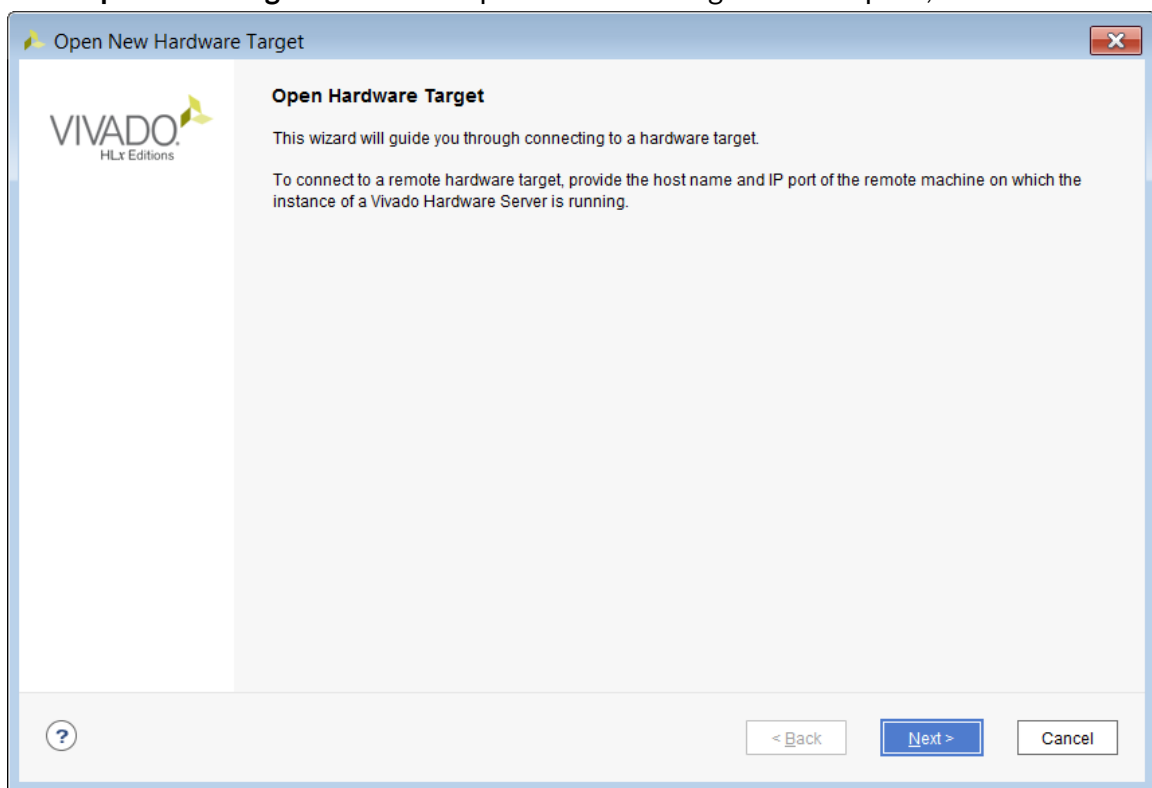 Open New Hardware Target
VIVADO.
HLx Editions
Open Hardware Target
This wizard will guide you through connecting to a hardware target.
To connect to a remote hardware target, provide the host name and IP port of the remote machine on which the
instance of a Vivado Hardware Server is running.
?
< Back
Next >
Cancel